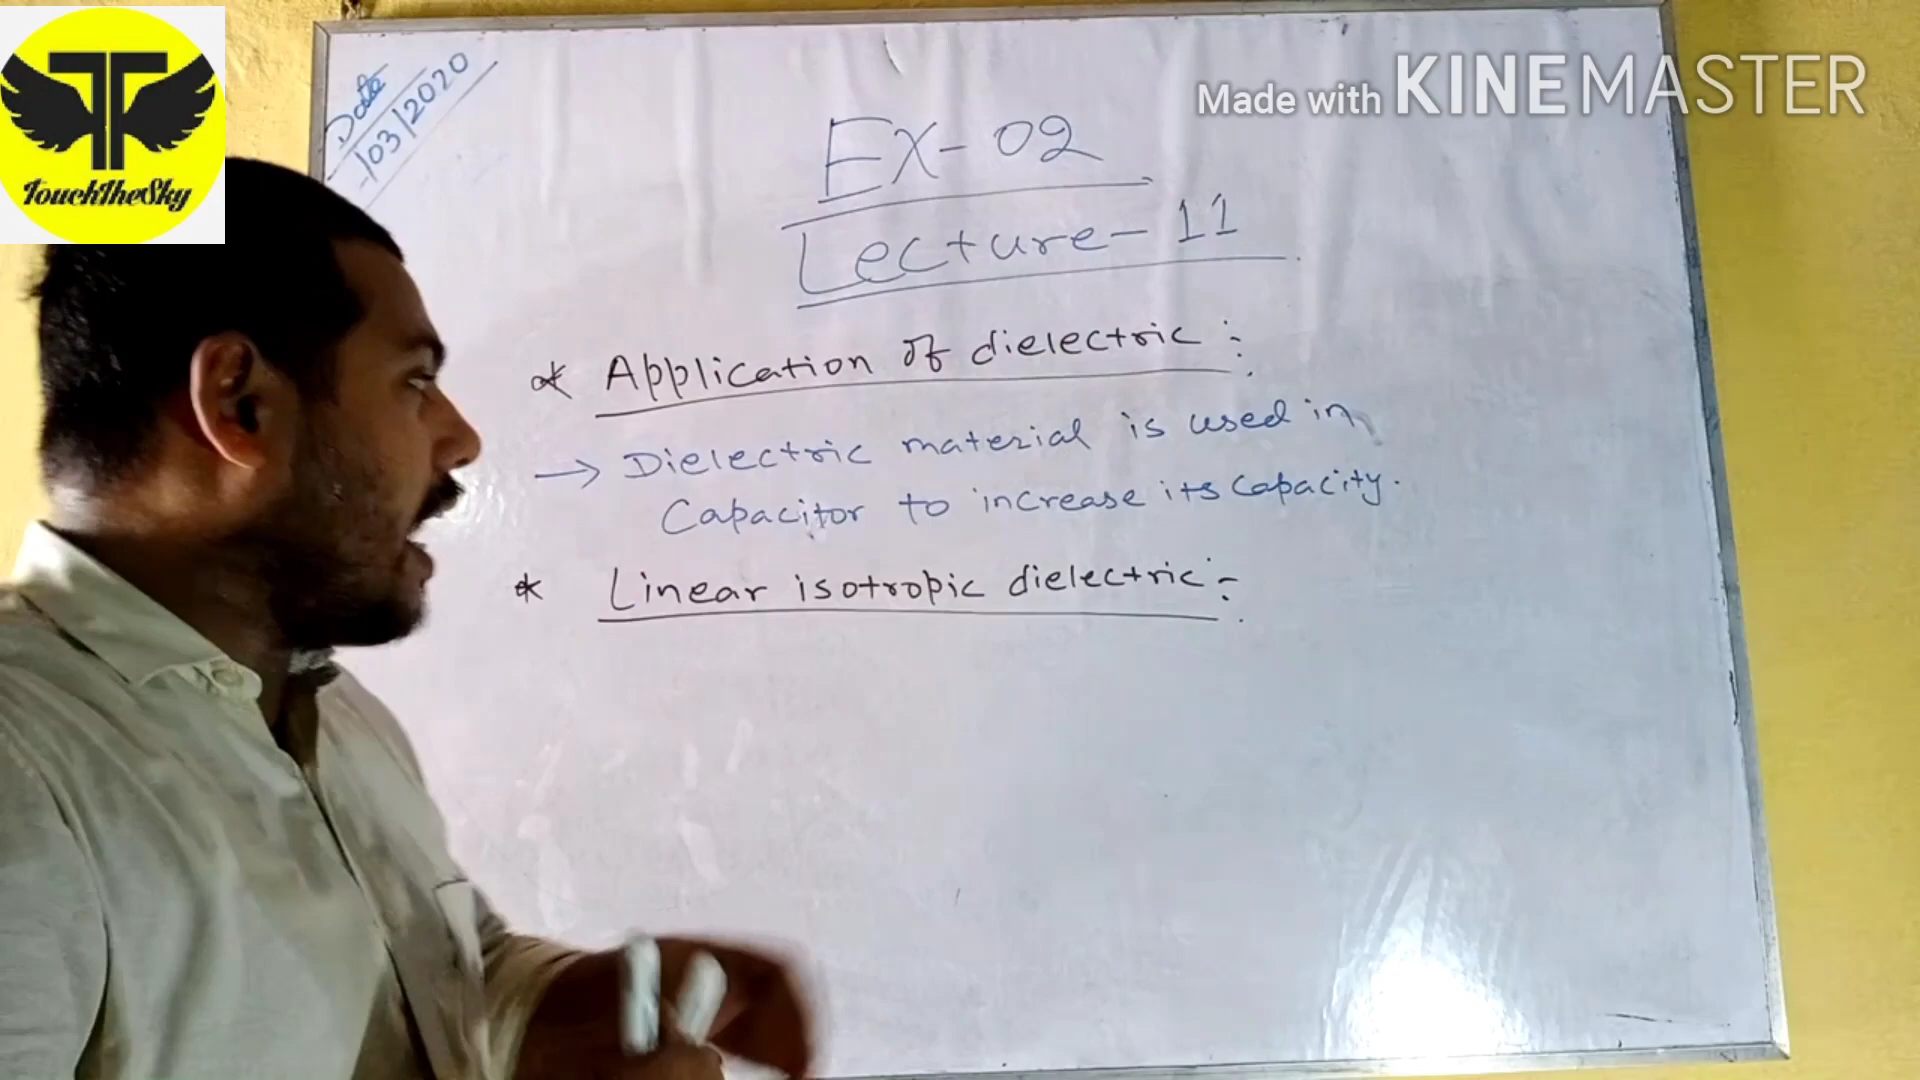 TouchTheSky
Made with KINEMASTER
Date
-/03/2020
EX-02
Lecture-11
* Application of dielectric:-
→ Dielectric material is used in
Capacitor to increase its capacity.
* Linear isotropic dielectric:-